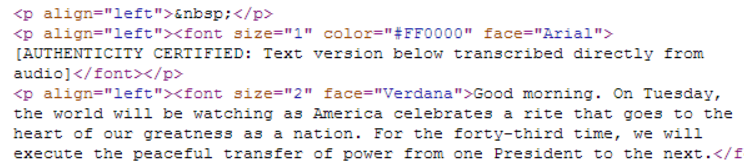 <p align="left">&nbsp;</p>
<p align="left"><font size="1" color="#FF0000" face="Arial">
[AUTHENTICITY CERTIFIED: Text version below transcribed directly from
audio]</font></p>
<p align="left"><font size="2" face="Verdana">Good morning. On Tuesday,
the world will be watching as America celebrates a rite that goes to the
heart of our greatness as a nation. For the forty-third time, we will
execute the peaceful transfer of power from one President to the next.</f